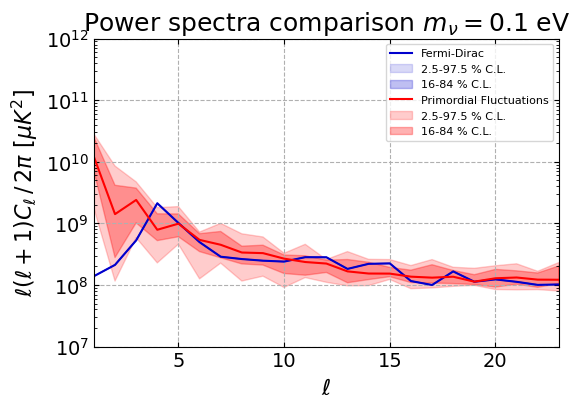 Power spectra comparison $m_\nu = 0.1$ eV
$\ell(\ell+1)C_\ell / 2\pi$ [$\mu K^2$]
10^12
10^11
10^10
10^9
10^8
10^7
Fermi-Dirac
2.5-97.5 % C.L.
16-84 % C.L.
Primordial Fluctuations
2.5-97.5 % C.L.
16-84 % C.L.
5 10 15 20
$\ell$